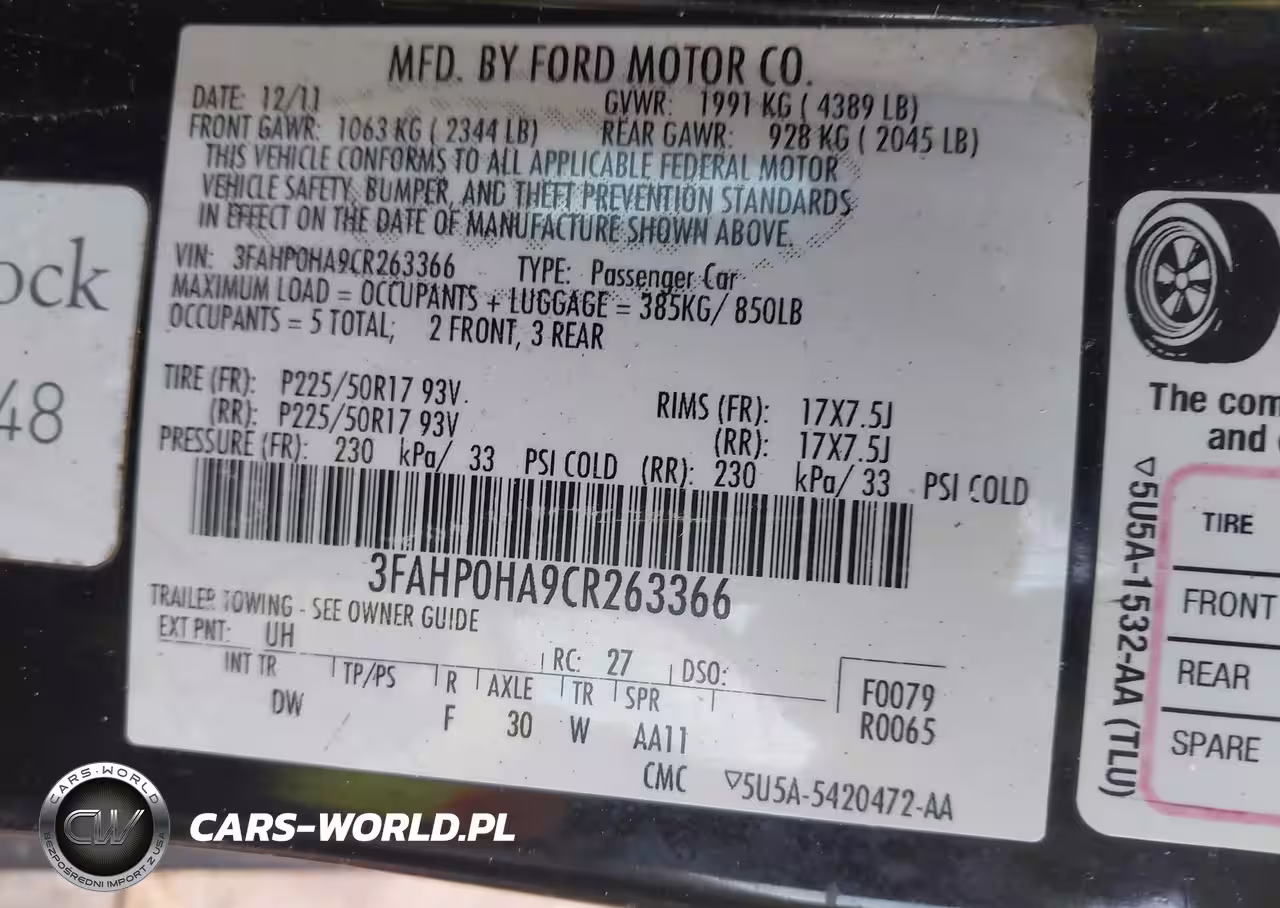 MFD. BY FORD MOTOR CO.
DATE: 12/11 GVWR: 1991 KG ( 4389 LB)
FRONT GAWR: 1063 KG ( 2344 LB) REAR GAWR: 928 KG ( 2045 LB)
THIS VEHICLE CONFORMS TO ALL APPLICABLE FEDERAL MOTOR
VEHICLE SAFETY, BUMPER, AND THEFT PREVENTION STANDARDS
IN EFFECT ON THE DATE OF MANUFACTURE SHOWN ABOVE.
VIN: 3FAHP0HA9CR263366 TYPE: Passenger Car
MAXIMUM LOAD = OCCUPANTS + LUGGAGE = 385KG/ 850LB
OCCUPANTS = 5 TOTAL; 2 FRONT, 3 REAR
TIRE (FR): P225/50R17 93V. RIMS (FR): 17X7.5J
(RR): P225/50R17 93V (RR): 17X7.5J
PRESSURE (FR): 230 kPa/ 33 PSI COLD (RR): 230 kPa/ 33 PSI COLD
3FAHP0HA9CR263366
TRAILER TOWING - SEE OWNER GUIDE
EXT PNT: UH RC: 27 DSO:
INT TR TP/PS R AXLE TR SPR F0079
DW F 30 W AA11 R0065
CMC ▽5U5A-5420472-AA
ock
48
The com
and
TIRE
FRONT
REAR
SPARE
▽5U5A-1532-AA (TLU)
CARS-WORLD
CW
BEZPOŚREDNI IMPORT Z USA
CARS-WORLD.PL